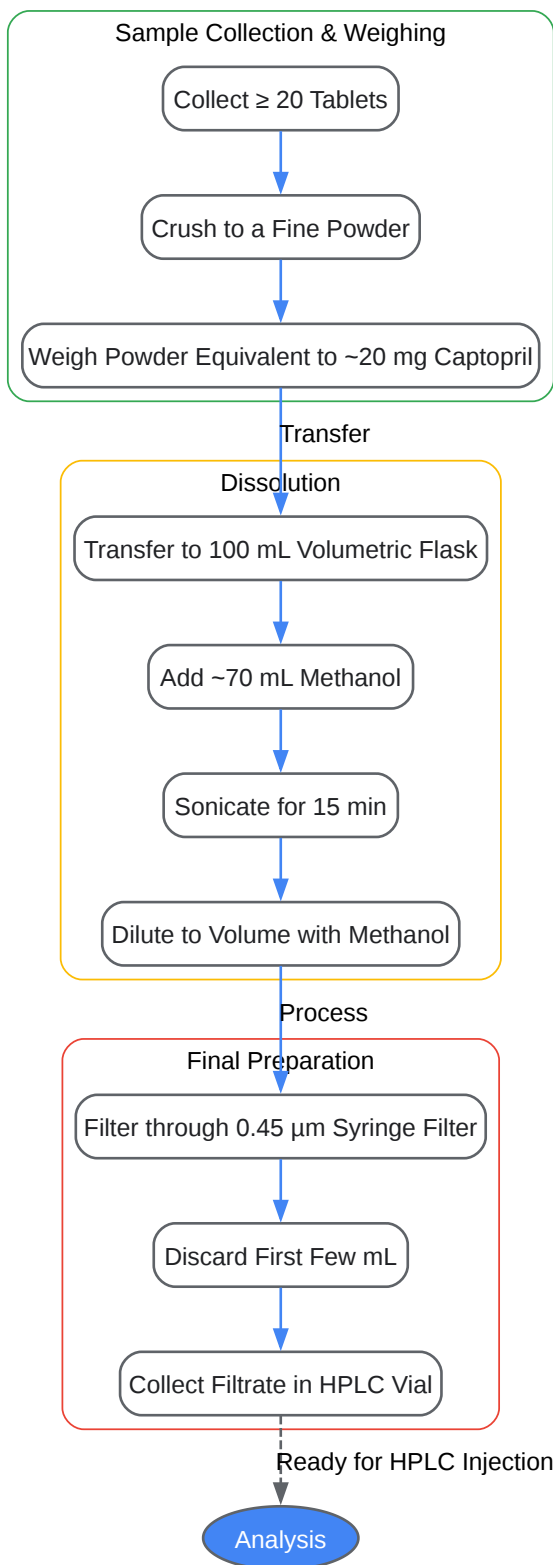 Sample Collection & Weighing
Collect ≥ 20 Tablets
Crush to a Fine Powder
Weigh Powder Equivalent to ~20 mg Captopril
Transfer
Dissolution
Transfer to 100 mL Volumetric Flask
Add ~70 mL Methanol
Sonicate for 15 min
Dilute to Volume with Methanol
Process
Final Preparation
Filter through 0.45 µm Syringe Filter
Discard First Few mL
Collect Filtrate in HPLC Vial
Ready for HPLC Injection
Analysis